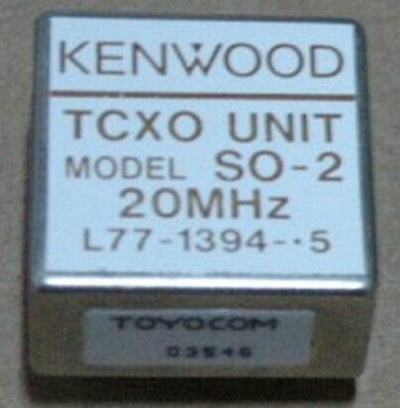 KENWOOD
TCXO UNIT
MODEL SO-2
20MHz
L77-1394-·5
TOYOCOM
03546